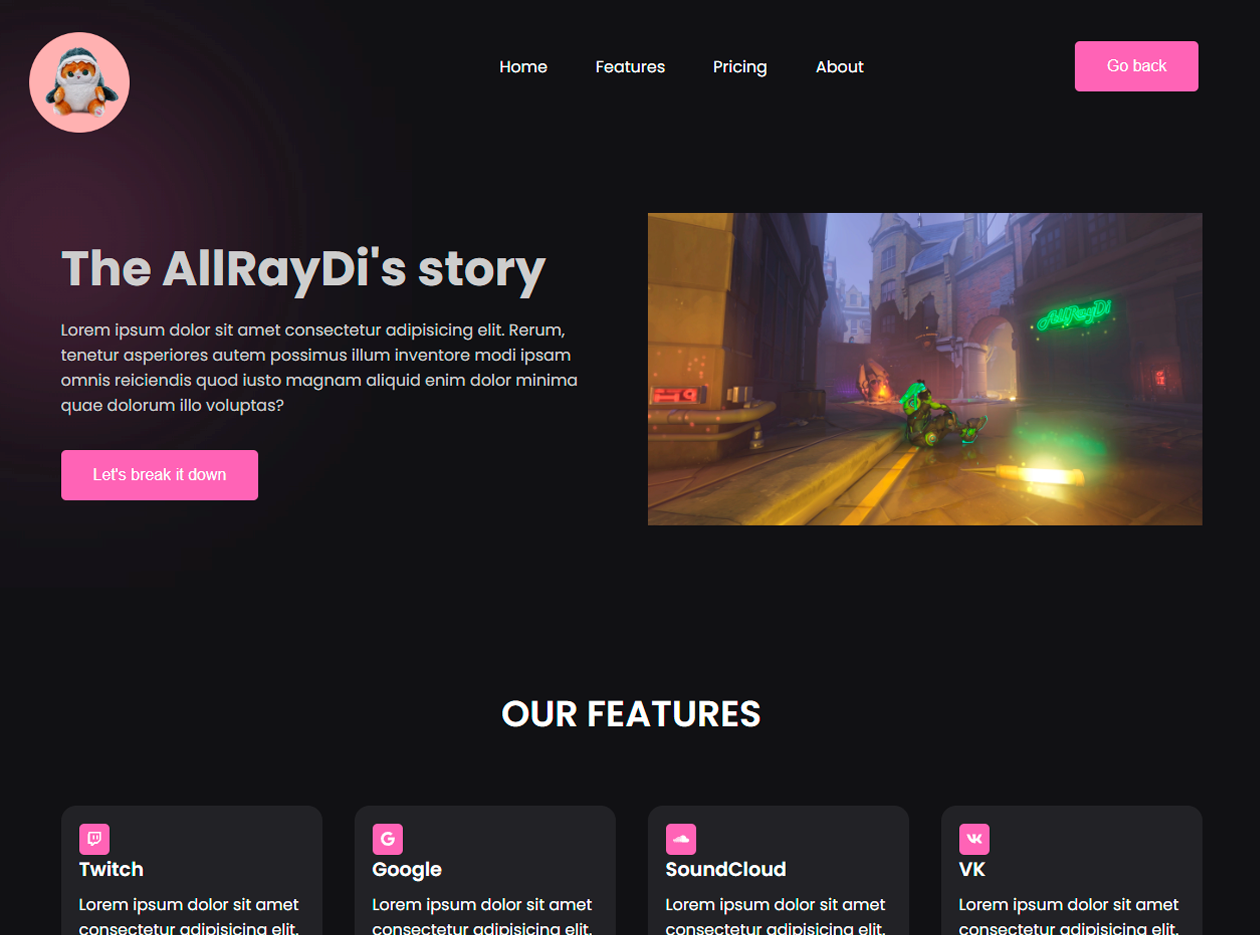 Home Features Pricing About Go back
The AllRayDi's story
Lorem ipsum dolor sit amet consectetur adipisicing elit. Rerum,
tenetur asperiores autem possimus illum inventore modi ipsam
omnis reiciendis quod iusto magnam aliquid enim dolor minima
quae dolorum illo voluptas?
Let's break it down
AllRayDi
OUR FEATURES
Twitch
Lorem ipsum dolor sit amet
consectetur adipisicing elit.
Google
Lorem ipsum dolor sit amet
consectetur adipisicing elit.
SoundCloud
Lorem ipsum dolor sit amet
consectetur adipisicing elit.
VK
Lorem ipsum dolor sit amet
consectetur adipisicing elit.